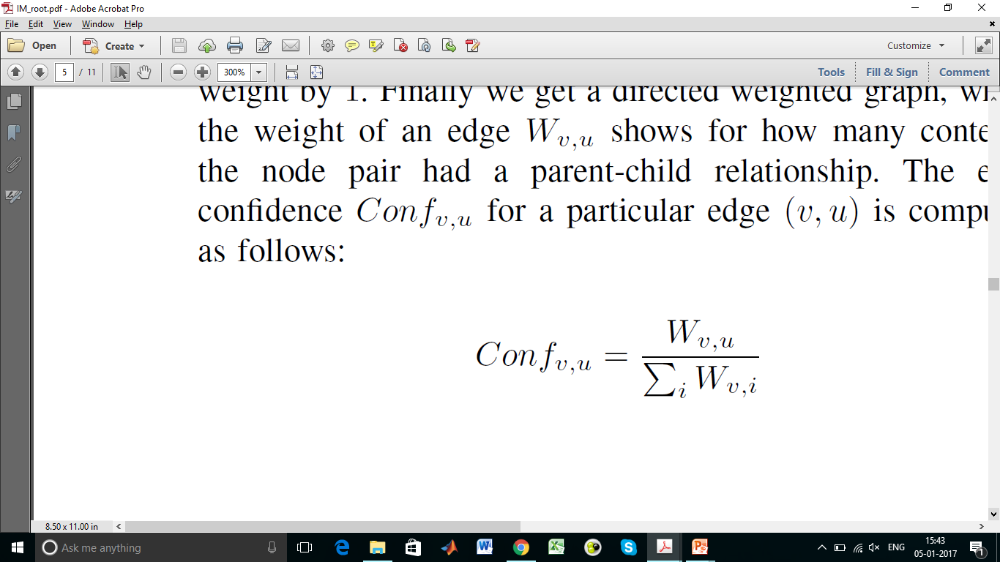 IM_root.pdf - Adobe Acrobat Pro
File Edit View Window Help
Open Create Customize
5 / 11 300% Tools Fill & Sign Comment
weight by 1. Finally we get a directed weighted graph,
the weight of an edge W_{v,u} shows for how many conte
the node pair had a parent-child relationship. The e
confidence Conf_{v,u} for a particular edge (v, u) is compu
as follows:
Conf_{v,u} = \frac{W_{v,u}}{\sum_i W_{v,i}}
8.50 x 11.00 in
Ask me anything
ENG
15:43
05-01-2017
1